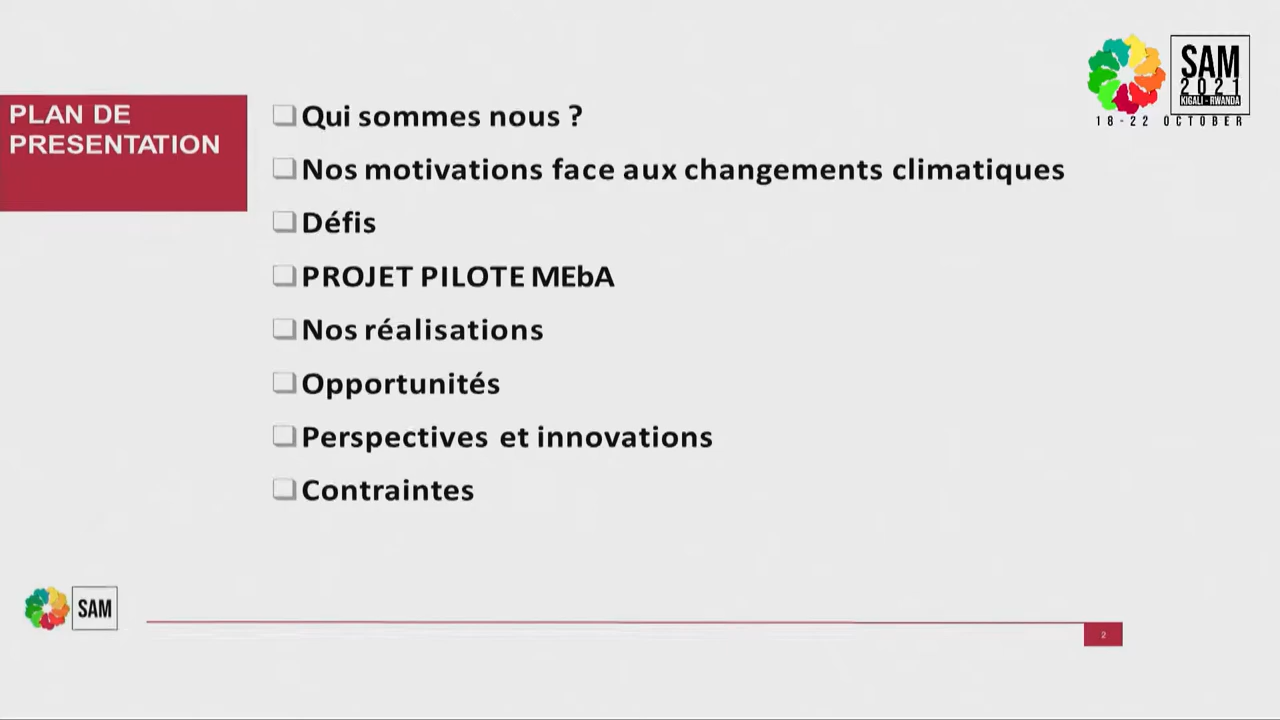 SAM
2021
KIGALI - RWANDA
18-22 OCTOBER
PLAN DE
PRESENTATION
Qui sommes nous ?
Nos motivations face aux changements climatiques
Défis
PROJET PILOTE MEbA
Nos réalisations
Opportunités
Perspectives et innovations
Contraintes
SAM
2